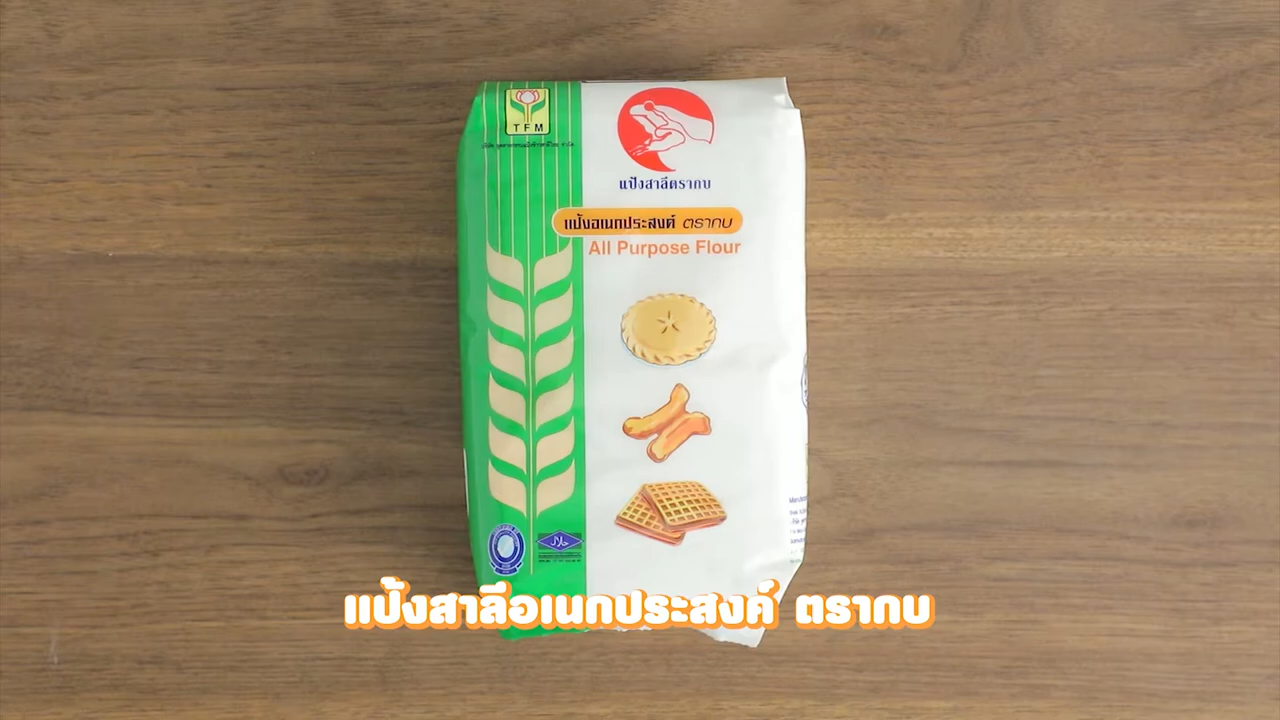 TFM
แป้งสาลีตรากบ
แป้งอเนกประสงค์ ตรากบ
All Purpose Flour
حلال
แป้งสาลีอเนกประสงค์ ตรากบ